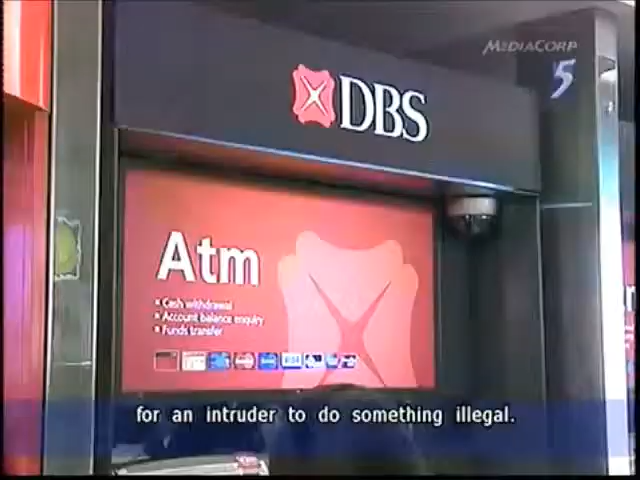 MEDIACORP
5
DBS
Atm
Cash withdrawal
Account balance enquiry
Funds transfer
for an intruder to do something illegal.